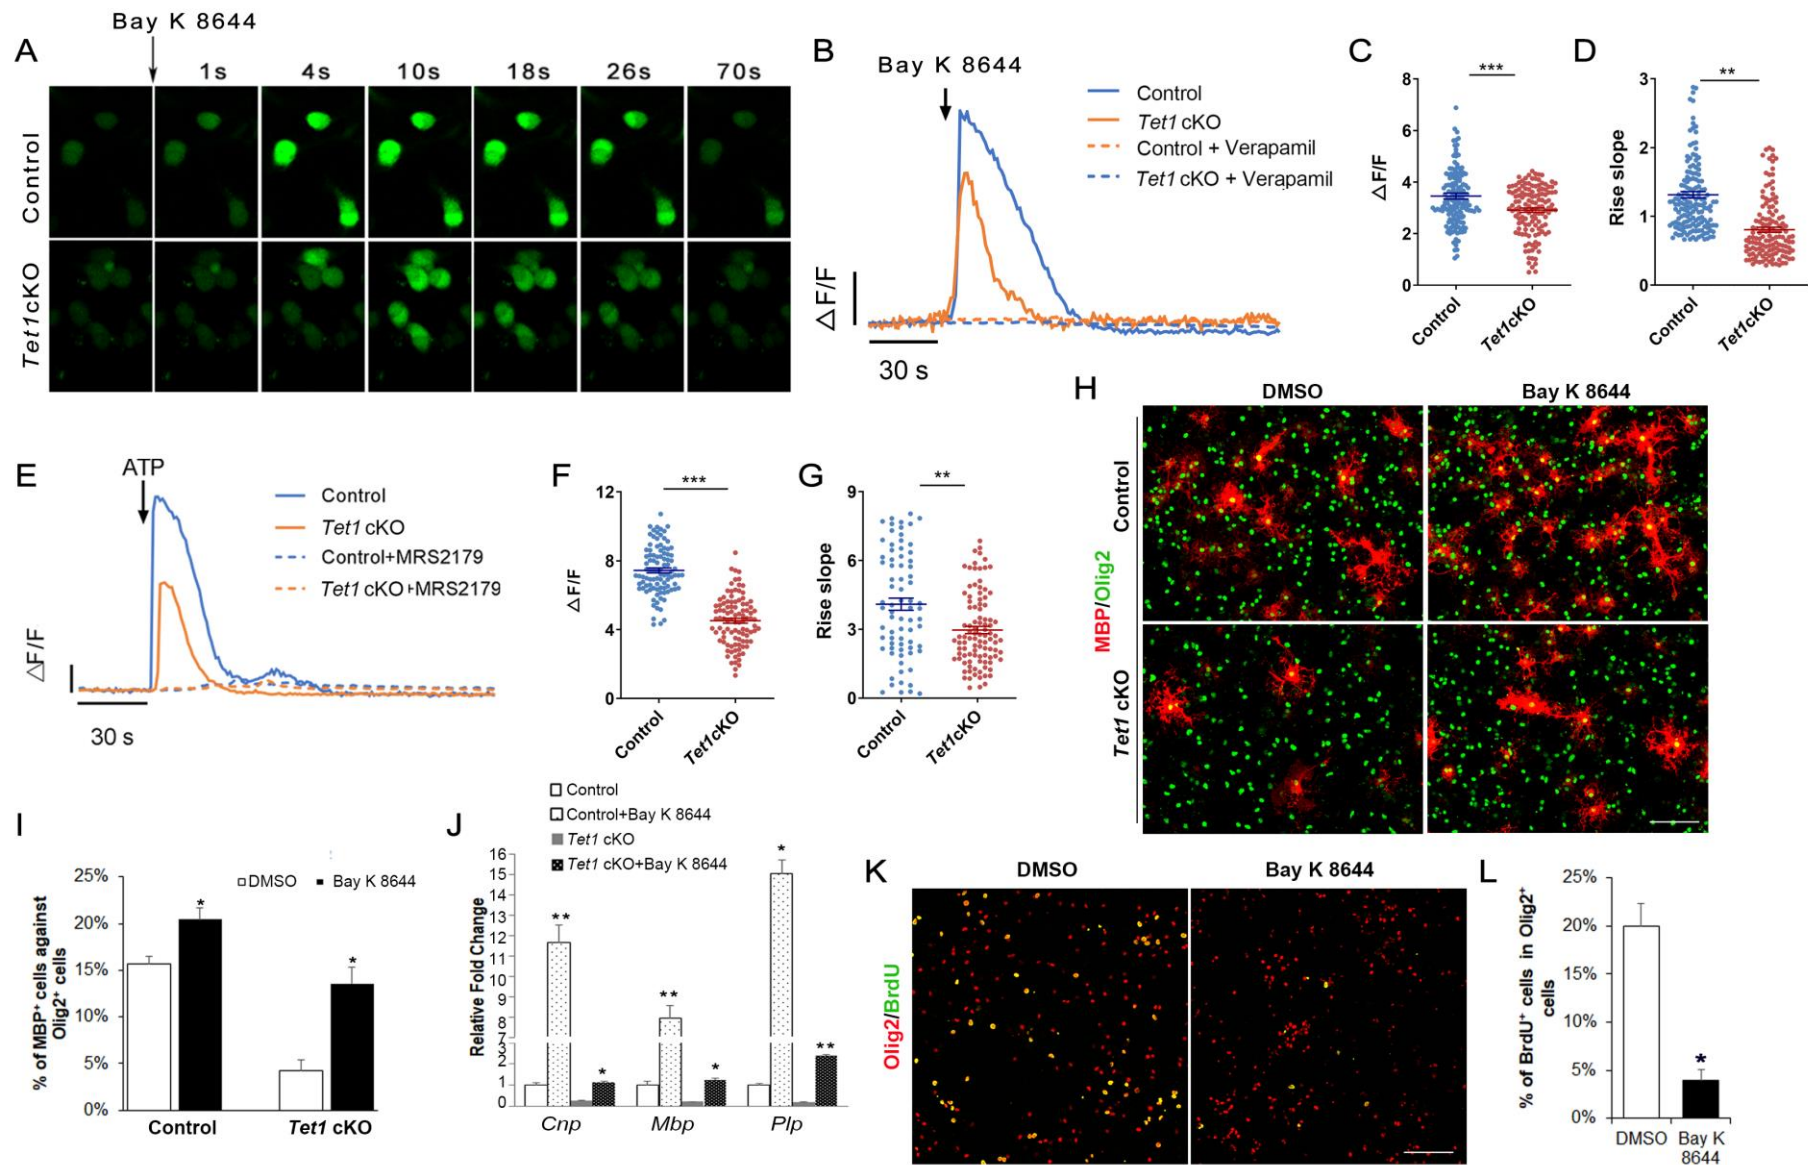 Bay K 8644
A
1s 4s 10s 18s 26s 70s
Control
Tet1cKO
B
Bay K 8644
Control
Tet1 cKO
Control + Verapamil
Tet1 cKO + Verapamil
△F/F
30 s
C
***
8
6
4
2
0
△F/F
Control
Tet1cKO
D
**
3
2
1
0
Rise slope
Control
Tet1cKO
E
ATP
Control
Tet1 cKO
Control+MRS2179
Tet1 cKO+MRS2179
△F/F
30 s
F
***
12
8
4
0
△F/F
Control
Tet1cKO
G
**
9
6
3
0
Rise slope
Control
Tet1cKO
H
DMSO Bay K 8644
MBP/Olig2
Control
Tet1 cKO
I
25%
20%
15%
10%
5%
0%
% of MBP+ cells against
Olig2+ cells
DMSO Bay K 8644
*
*
Control Tet1 cKO
J
Control
Control+Bay K 8644
Tet1 cKO
Tet1 cKO+Bay K 8644
Relative Fold Change
16
15
14
13
12
11
10
9
8
7
3
2
1
0
**
*
**
*
*
**
Cnp Mbp Plp
K
DMSO Bay K 8644
Olig2/BrdU
L
25%
20%
15%
10%
5%
0%
% of BrdU+ cells in Olig2+
cells
*
DMSO Bay K
8644